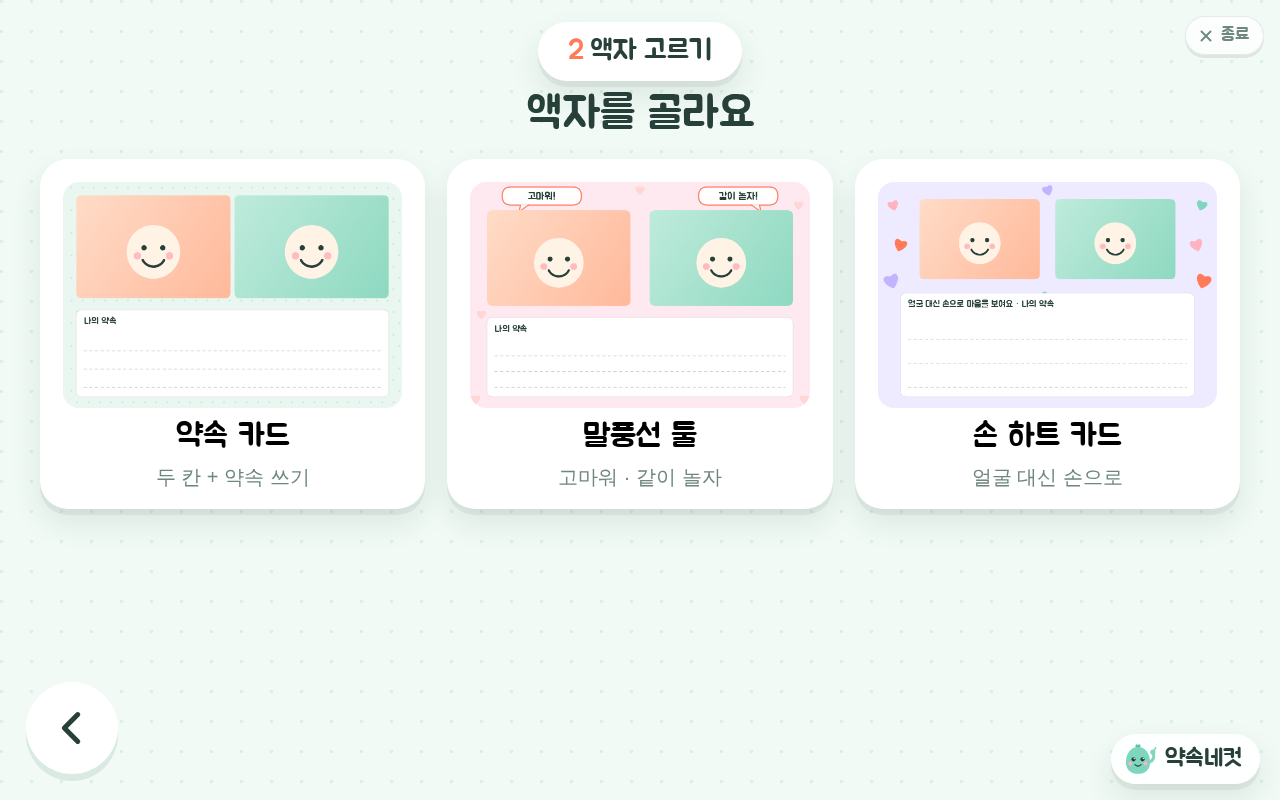 2 액자 고르기
종료
액자를 골라요
나의 약속
약속 카드
두 칸 + 약속 쓰기
고마워!
같이 놀자!
나의 약속
말풍선 툴
고마워 · 같이 놀자
얼굴 대신 손으로 마음을 보여요 · 나의 약속
손 하트 카드
얼굴 대신 손으로
약속네컷